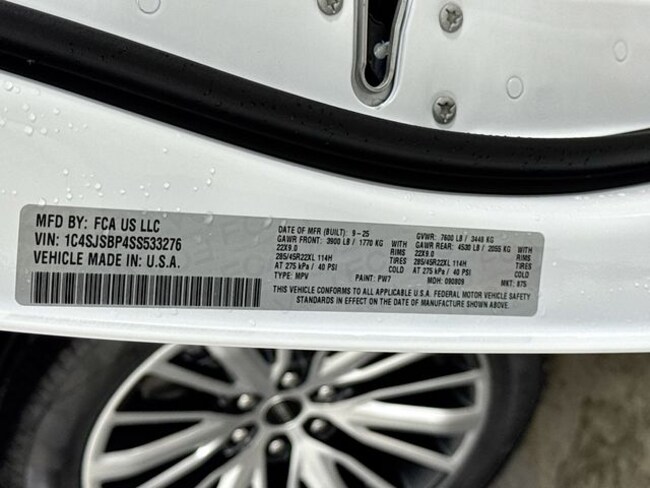 MFD BY: FCA US LLC
VIN: 1C4SJSBP4SS533276
VEHICLE MADE IN: U.S.A.
DATE OF MFR (BUILT): 9-25
GAWR FRONT: 3900 LB / 1770 KG WITH
22X9.0 RIMS
285/45R22XL 114H TIRES
AT 275 kPa / 40 PSI COLD
TYPE: MPV PAINT: PW7
GVWR: 7600 LB / 3448 KG
GAWR REAR: 4530 LB / 2055 KG WITH
22X9.0 RIMS
285/45R22XL 114H TIRES
AT 275 kPa / 40 PSI COLD
MDH: 090809 MKT: 875
THIS VEHICLE CONFORMS TO ALL APPLICABLE U.S.A. FEDERAL MOTOR VEHICLE SAFETY
STANDARDS IN EFFECT ON THE DATE OF MANUFACTURE SHOWN ABOVE.